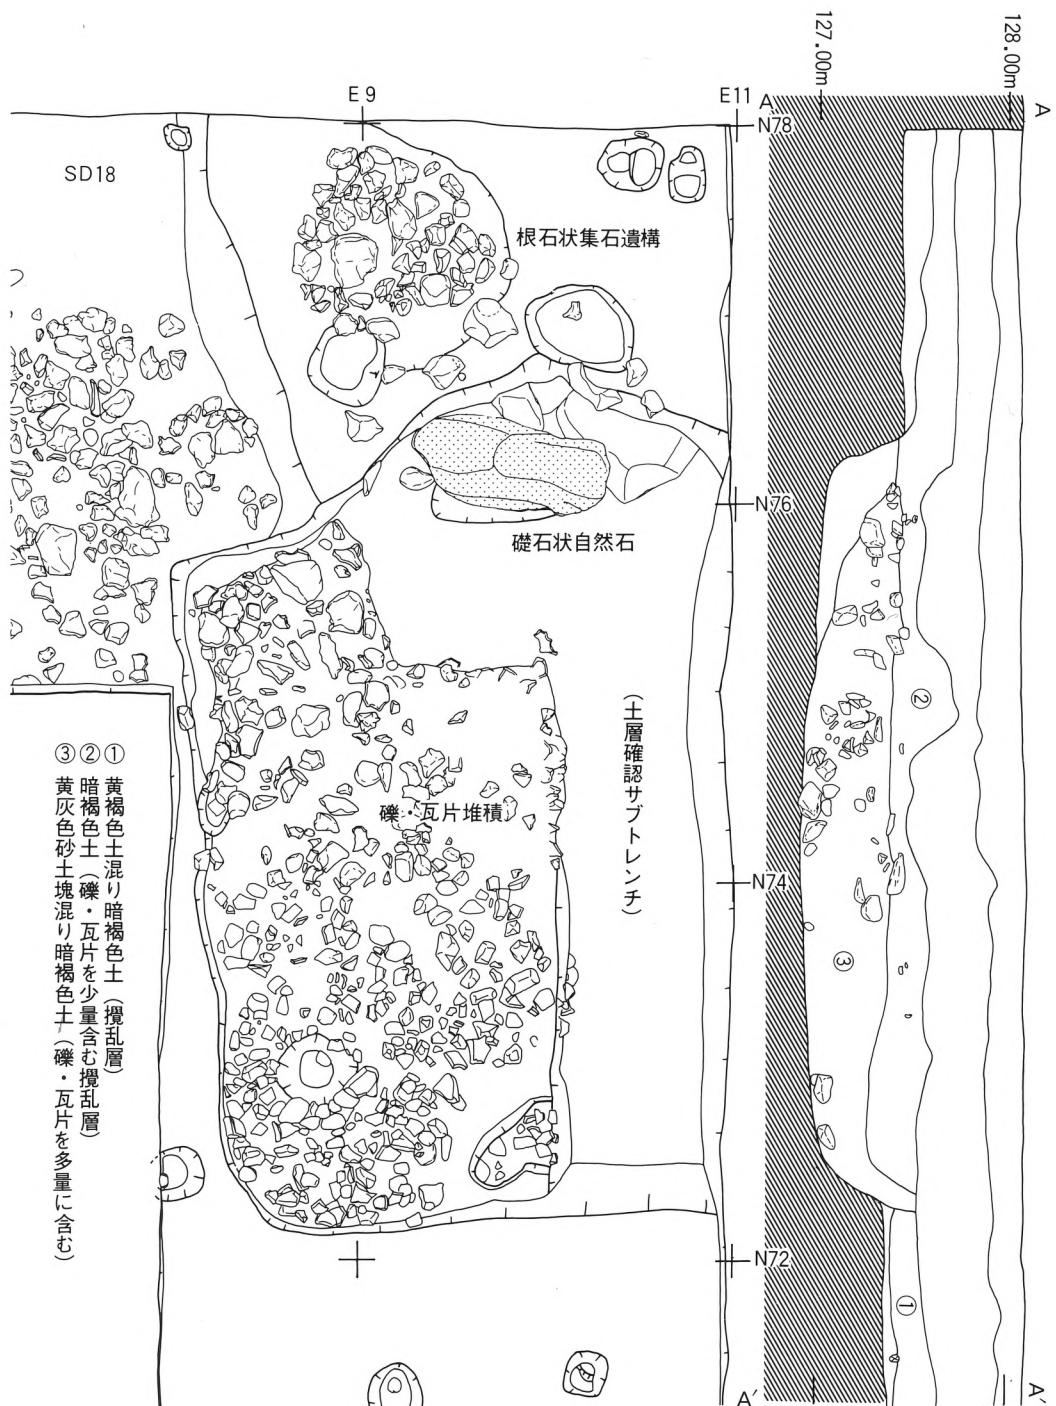 127.00m
128.00m
A
E9
E11
A
N78
SD18
根石状集石遺構
N76
礎石状自然石
(土層確認サブトレンチ)
②
礫・瓦片堆積
N74
③
N72
①
A′
A′
① 黄褐色土混り暗褐色土(攪乱層)
② 暗褐色土(礫・瓦片を少量含む攪乱層)
③ 黄灰色砂土塊混り暗褐色土(礫・瓦片を多量に含む)